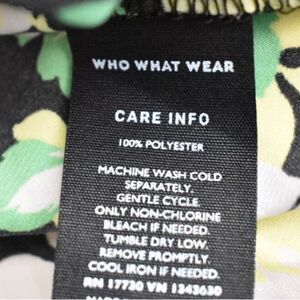 WHO WHAT WEAR
CARE INFO
100% POLYESTER
MACHINE WASH COLD
SEPARATELY.
GENTLE CYCLE.
ONLY NON-CHLORINE
BLEACH IF NEEDED.
TUMBLE DRY LOW.
REMOVE PROMPTLY.
COOL IRON IF NEEDED.
RN 17730 VN 1343630